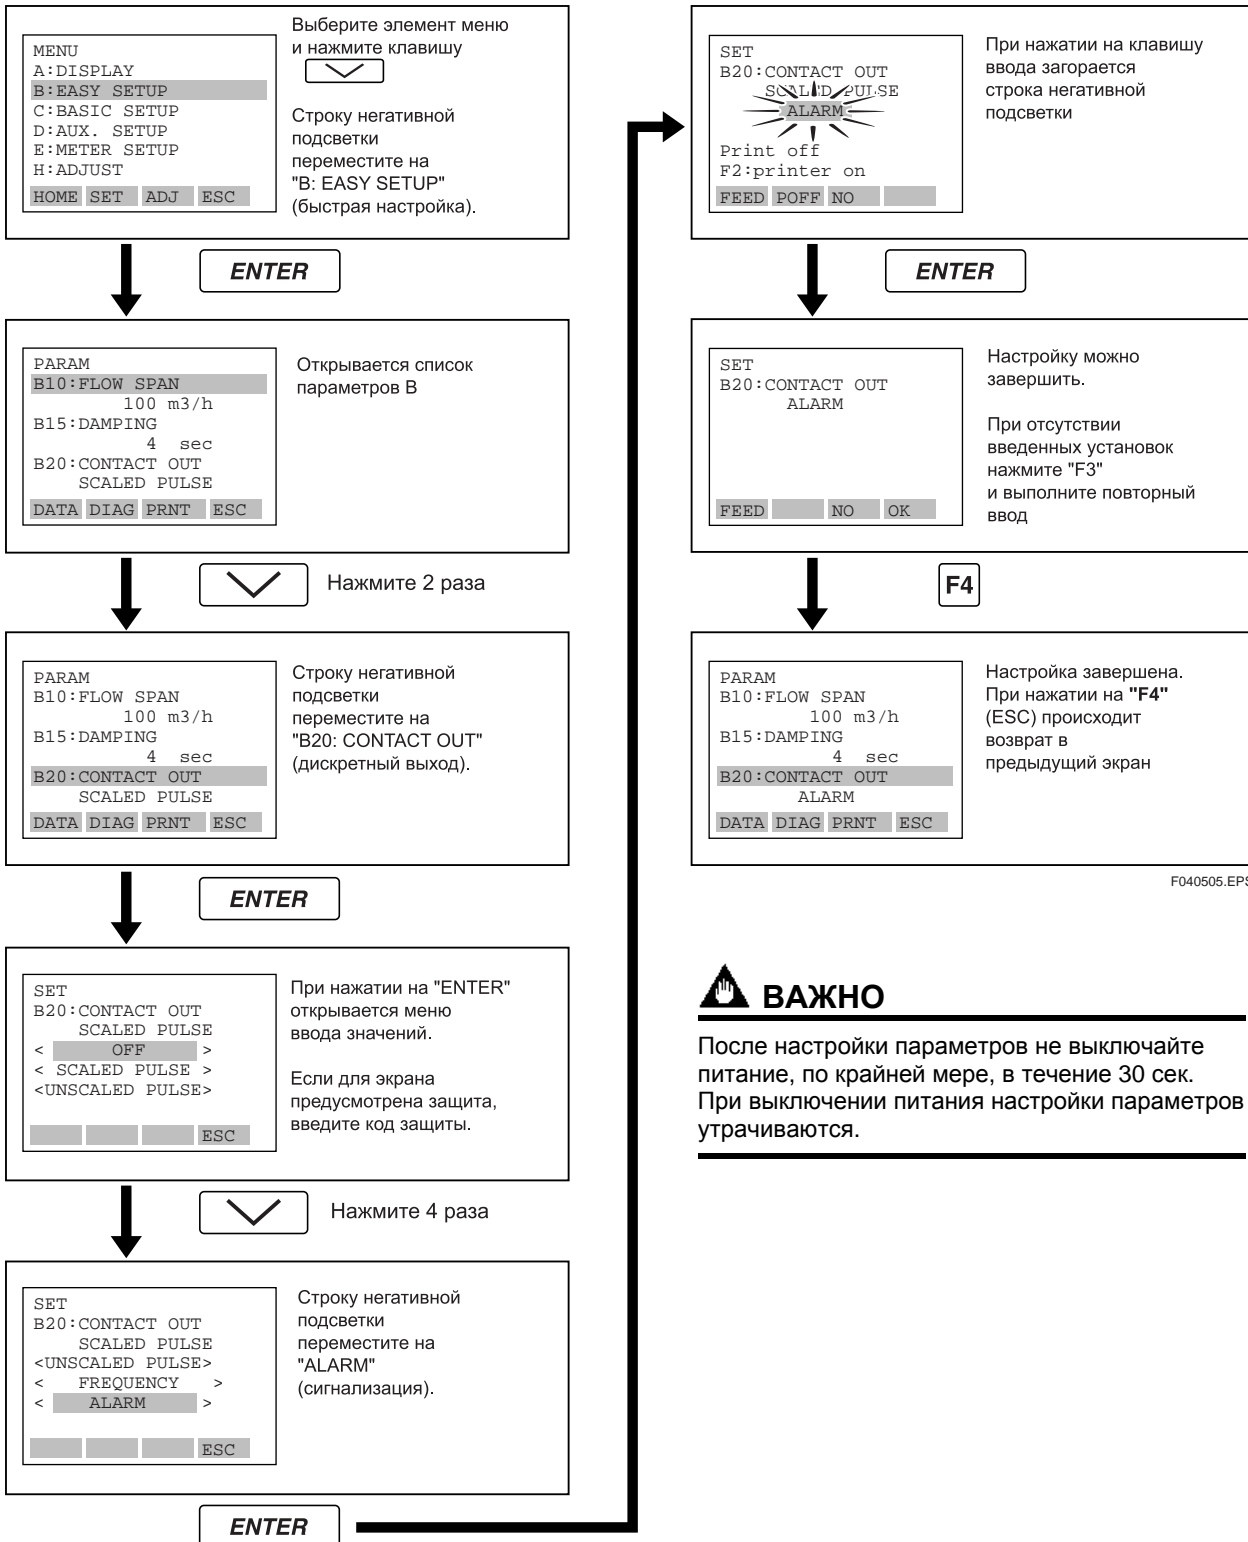 MENU
A:DISPLAY
B:EASY SETUP
C:BASIC SETUP
D:AUX. SETUP
E:METER SETUP
H:ADJUST
HOME SET ADJ ESC
Выберите элемент меню
и нажмите клавишу
Строку негативной
подсветки
переместите на
"B: EASY SETUP"
(быстрая настройка).
ENTER
PARAM
B10:FLOW SPAN
100 m3/h
B15:DAMPING
4 sec
B20:CONTACT OUT
SCALED PULSE
DATA DIAG PRNT ESC
Открывается список
параметров B
Нажмите 2 раза
PARAM
B10:FLOW SPAN
100 m3/h
B15:DAMPING
4 sec
B20:CONTACT OUT
SCALED PULSE
DATA DIAG PRNT ESC
Строку негативной
подсветки
переместите на
"B20: CONTACT OUT"
(дискретный выход).
ENTER
SET
B20:CONTACT OUT
SCALED PULSE
< OFF >
< SCALED PULSE >
<UNSCALED PULSE>
ESC
При нажатии на "ENTER"
открывается меню
ввода значений.
Если для экрана
предусмотрена защита,
введите код защиты.
Нажмите 4 раза
SET
B20:CONTACT OUT
SCALED PULSE
<UNSCALED PULSE>
< FREQUENCY >
< ALARM >
ESC
Строку негативной
подсветки
переместите на
"ALARM"
(сигнализация).
ENTER
SET
B20:CONTACT OUT
SCALED PULSE
ALARM
Print off
F2:printer on
FEED POFF NO
При нажатии на клавишу
ввода загорается
строка негативной
подсветки
ENTER
SET
B20:CONTACT OUT
ALARM
FEED NO OK
Настройку можно
завершить.
При отсутствии
введенных установок
нажмите "F3"
и выполните повторный
ввод
F4
PARAM
B10:FLOW SPAN
100 m3/h
B15:DAMPING
4 sec
B20:CONTACT OUT
ALARM
DATA DIAG PRNT ESC
Настройка завершена.
При нажатии на "F4"
(ESC) происходит
возврат в
предыдущий экран
F040505.EPS
ВАЖНО
После настройки параметров не выключайте
питание, по крайней мере, в течение 30 сек.
При выключении питания настройки параметров
утрачиваются.